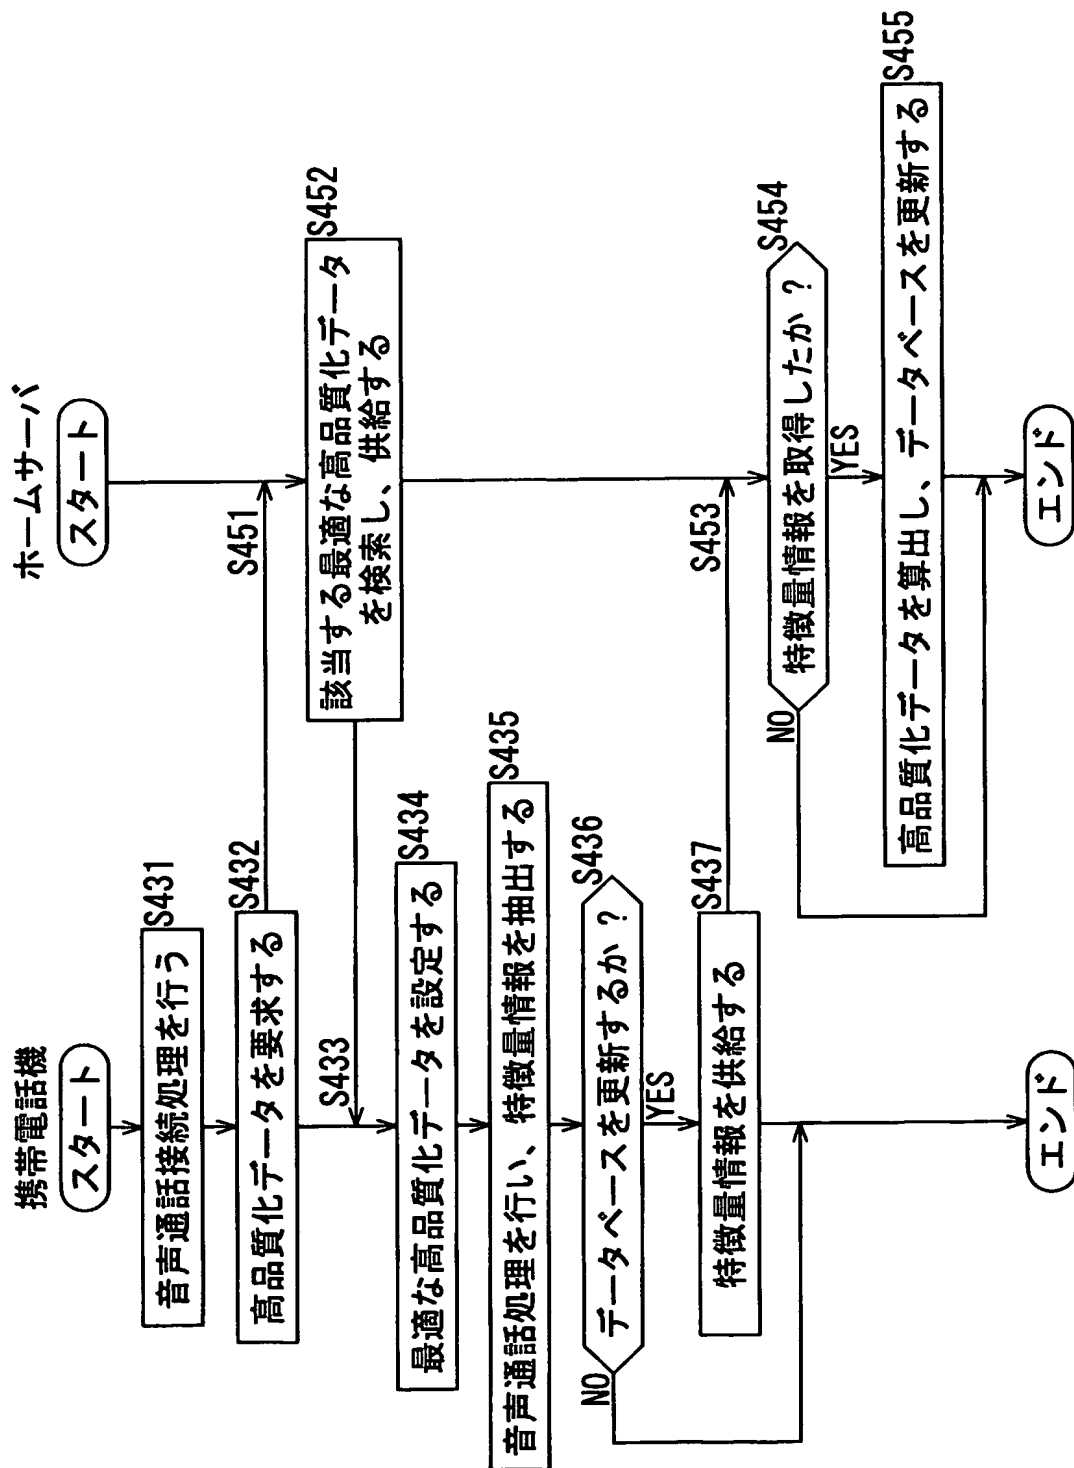 携帯電話機
スタート
音声通話接続処理を行う
S431
高品質化データを要求する
S432
S433
最適な高品質化データを設定する
S434
音声通話処理を行い、特徴量情報を抽出する
S435
データベースを更新するか?
S436
NO
YES
特徴量情報を供給する
S437
エンド
ホームサーバ
スタート
S451
該当する最適な高品質化データ
を検索し、供給する
S452
S453
特徴量情報を取得したか?
S454
NO
YES
高品質化データを算出し、データベースを更新する
S455
エンド